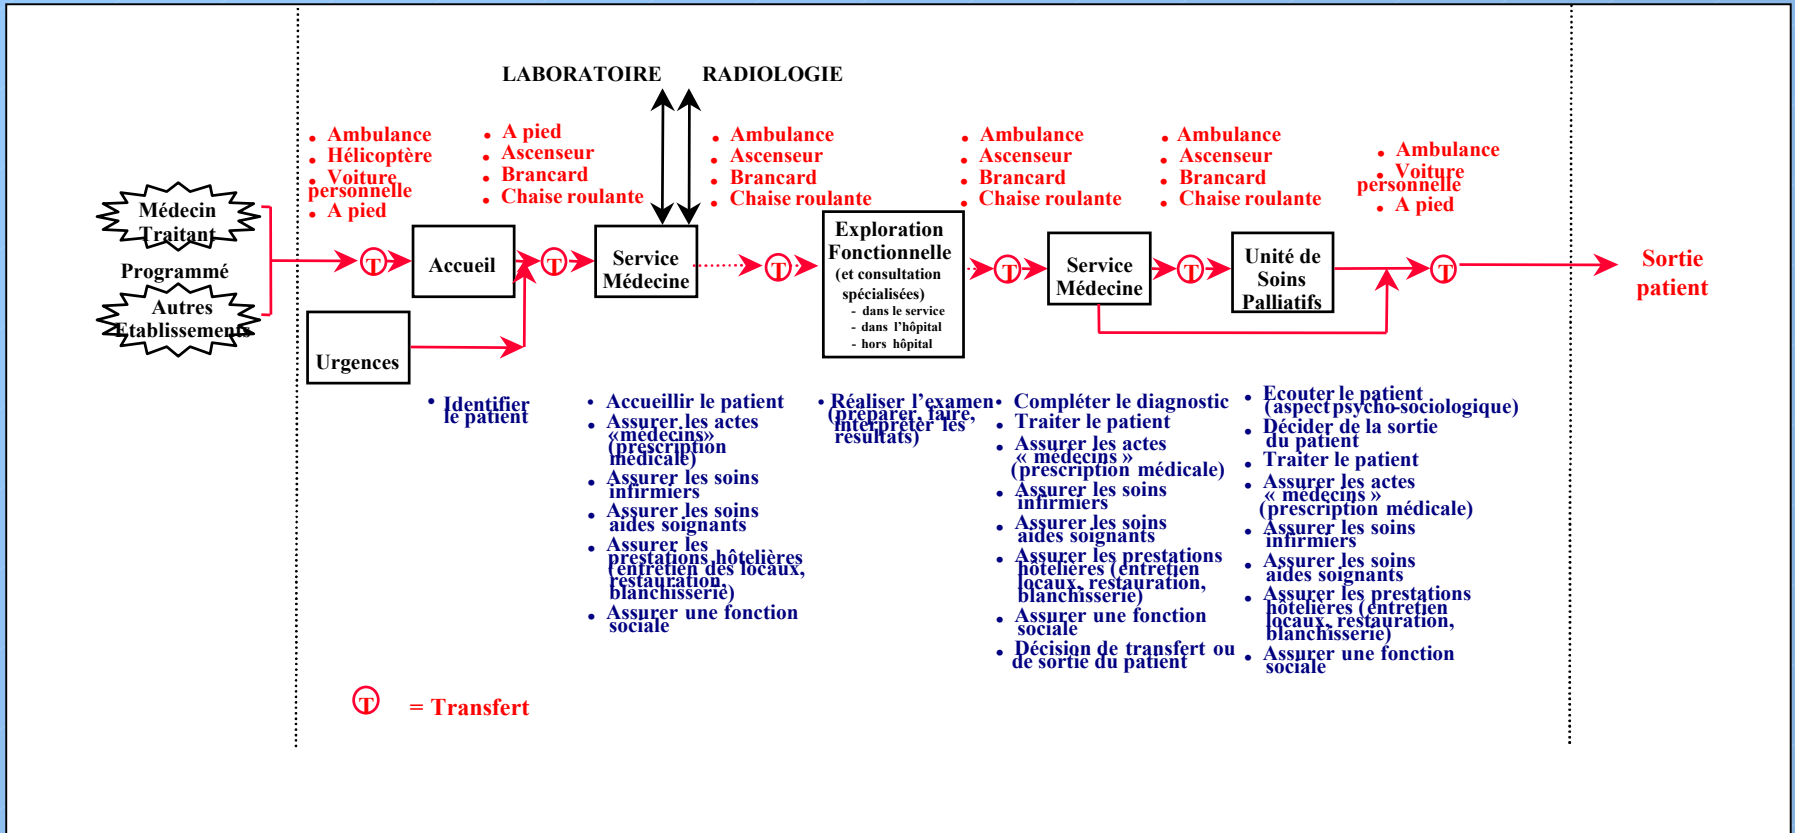 LABORATOIRE
RADIOLOGIE
• Ambulance
• Hélicoptère
• Voiture
personnelle
• A pied
• A pied
• Ascenseur
• Brancard
• Chaise roulante
• Ambulance
• Ascenseur
• Brancard
• Chaise roulante
• Ambulance
• Ascenseur
• Brancard
• Chaise roulante
• Ambulance
• Ascenseur
• Brancard
• Chaise roulante
• Ambulance
• Voiture
personnelle
• A pied
Médecin
Traitant
Programmé
Autres
Etablissements
T
Accueil
Urgences
T
Service
Médecine
T
Exploration
Fonctionnelle
(et consultation
spécialisées)
- dans le service
- dans l’hôpital
- hors hôpital
T
Service
Médecine
T
Unité de
Soins
Palliatifs
T
Sortie
patient
• Identifier
le patient
• Accueillir le patient
• Assurer les actes
«médecins»
(prescription
médicale)
• Assurer les soins
infirmiers
• Assurer les soins
aides soignants
• Assurer les
prestations hôtelières
(entretien des locaux,
restauration,
blanchisserie)
• Assurer une fonction
sociale
• Réaliser l’examen
(préparer, faire,
interpréter les
résultats)
• Compléter le diagnostic
• Traiter le patient
• Assurer les actes
« médecins »
(prescription médicale)
• Assurer les soins
infirmiers
• Assurer les soins
aides soignants
• Assurer les prestations
hôtelières (entretien
locaux, restauration,
blanchisserie)
• Assurer une fonction
sociale
• Décision de transfert ou
de sortie du patient
• Ecouter le patient
(aspect psycho-sociologique)
• Décider de la sortie
du patient
• Traiter le patient
• Assurer les actes
« médecins »
(prescription médicale)
• Assurer les soins
infirmiers
• Assurer les soins
aides soignants
• Assurer les prestations
hôtelières (entretien
locaux, restauration,
blanchisserie)
• Assurer une fonction
sociale
T = Transfert